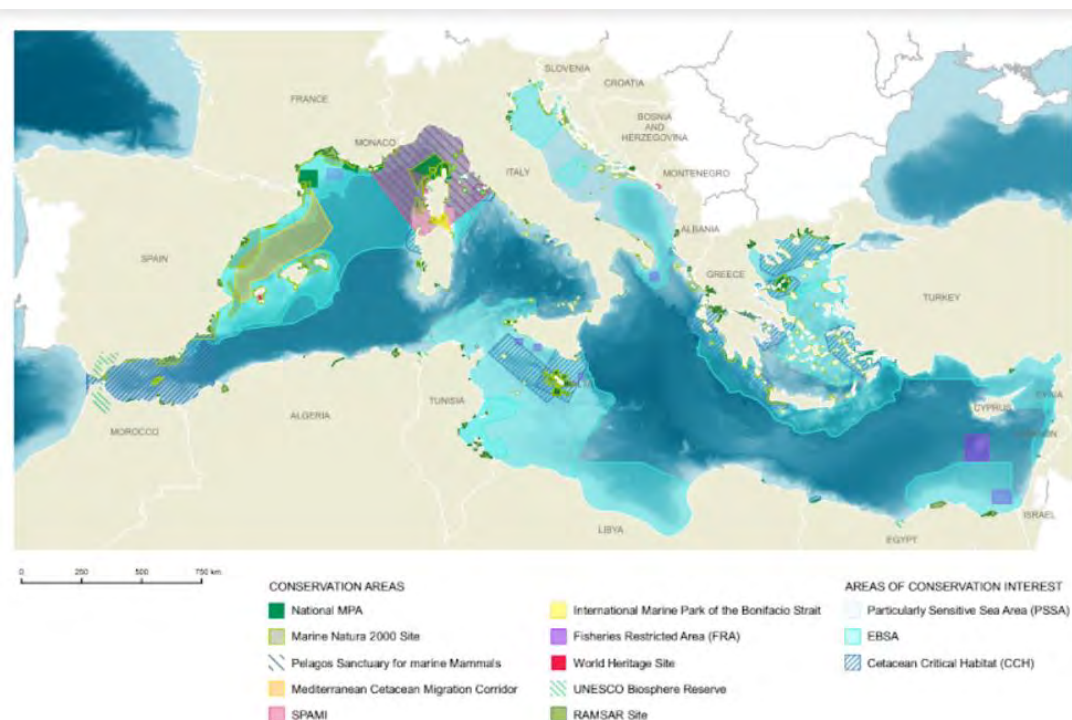 SLOVENIA
CROATIA
FRANCE
BOSNIA
AND
HERZEGOVINA
MONACO
ITALY
MONTENEGRO
ALBANIA
SPAIN
GREECE
TURKEY
CYPRUS
SYRIA
TUNISIA
ALGERIA
MOROCCO
ISRAEL
LIBYA
EGYPT
0 250 500 750 km
CONSERVATION AREAS
National MPA
Marine Natura 2000 Site
Pelagos Sanctuary for marine Mammals
Mediterranean Cetacean Migration Corridor
SPAMI
International Marine Park of the Bonifacio Strait
Fisheries Restricted Area (FRA)
World Heritage Site
UNESCO Biosphere Reserve
RAMSAR Site
AREAS OF CONSERVATION INTEREST
Particularly Sensitive Sea Area (PSSA)
EBSA
Cetacean Critical Habitat (CCH)